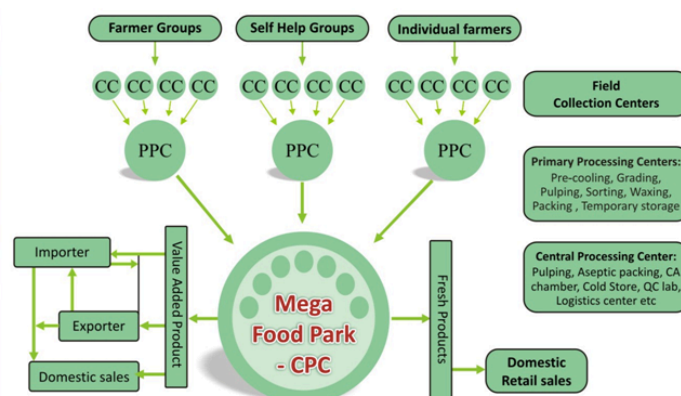 Farmer Groups
Self Help Groups
Individual farmers
CC CC CC CC
CC CC CC CC
CC CC CC CC
PPC
PPC
PPC
Field
Collection Centers
Primary Processing Centers:
Pre-cooling, Grading,
Pulping, Sorting, Waxing,
Packing , Temporary storage
Central Processing Center:
Pulping, Aseptic packing, CA
chamber, Cold Store, QC lab,
Logistics center etc
Importer
Exporter
Domestic sales
Value Added Product
Mega
Food Park
- CPC
Fresh Products
Domestic
Retail sales